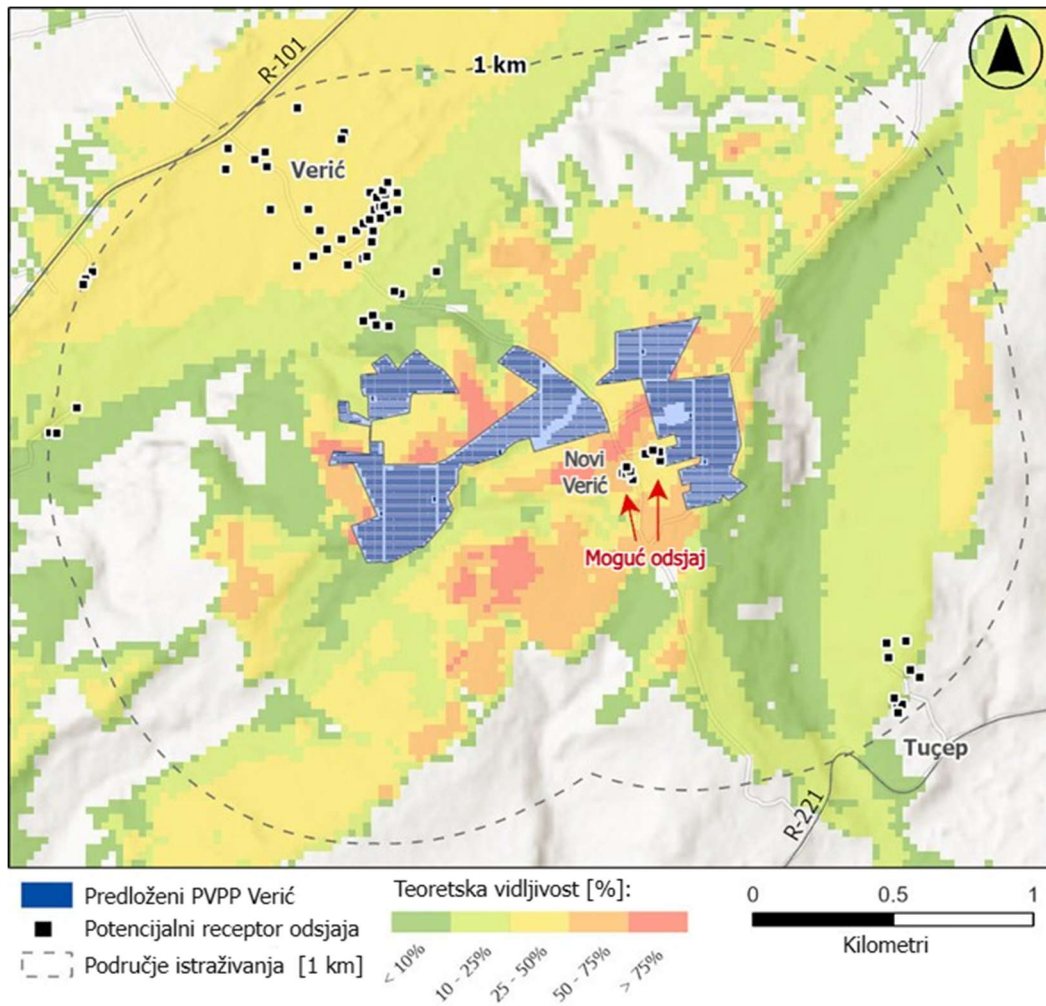 R-101
1 km
Verić
Novi
Verić
Moguć odsjaj
Tuçep
R-221
Predloženi PVPP Verić
Potencijalni receptor odsjaja
Područje istraživanja [1 km]
Teoretska vidljivost [%]:
< 10%
10 - 25%
25 - 50%
50 - 75%
> 75%
0 0.5 1
Kilometri